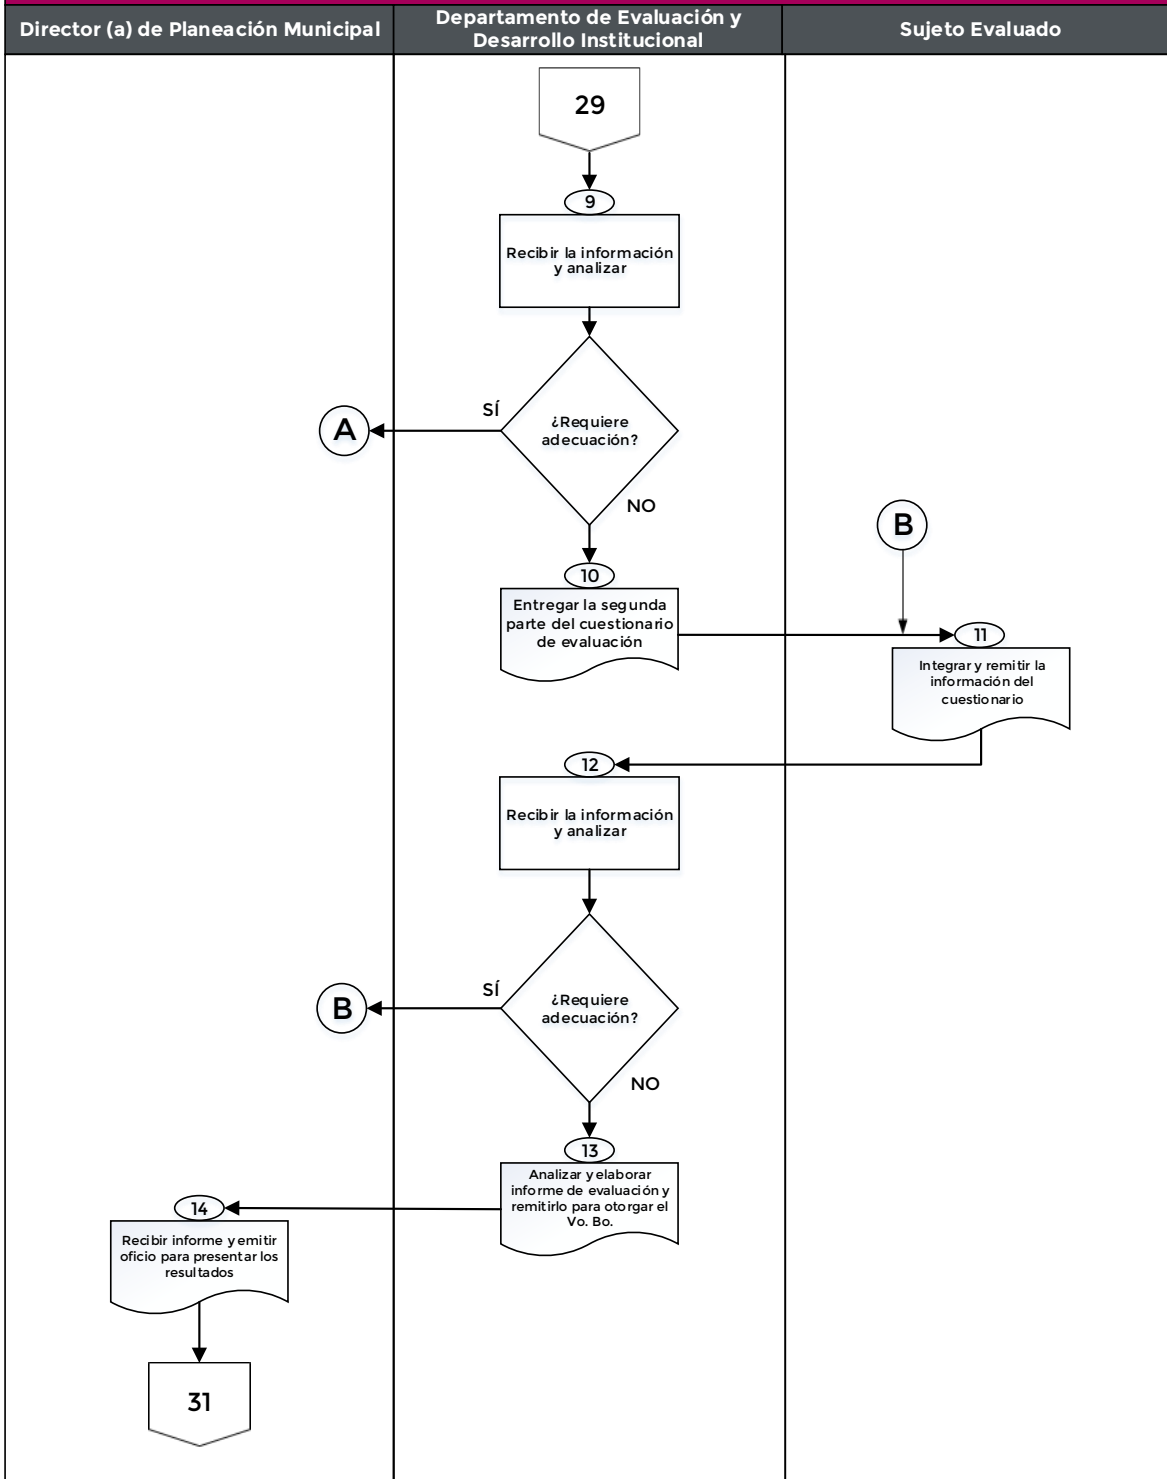 Director (a) de Planeación Municipal
Departamento de Evaluación y
Desarrollo Institucional
Sujeto Evaluado
29
9
Recibir la información
y analizar
¿Requiere
adecuación?
SÍ
A
NO
B
10
Entregar la segunda
parte del cuestionario
de evaluación
11
Integrar y remitir la
información del
cuestionario
12
Recibir la información
y analizar
¿Requiere
adecuación?
SÍ
B
NO
13
Analizar y elaborar
informe de evaluación y
remitirlo para otorgar el
Vo. Bo.
14
Recibir informe y emitir
oficio para presentar los
resultados
31